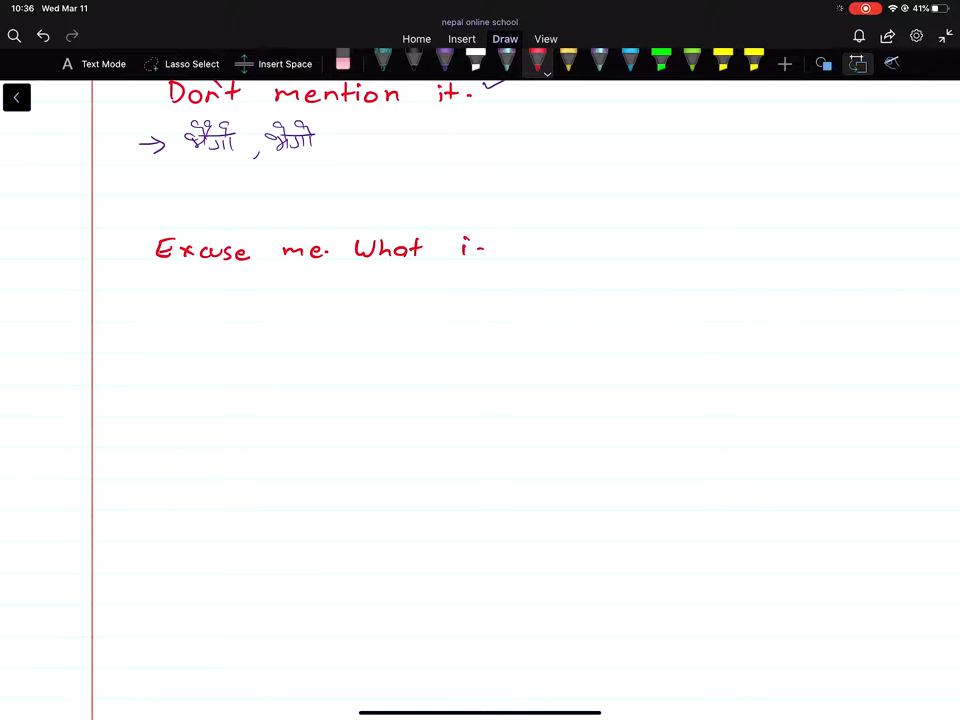 10:36 Wed Mar 11
41%
nepal online school
Home Insert Draw View
A Text Mode Lasso Select Insert Space
Don't mention it.
Excuse me. What i-